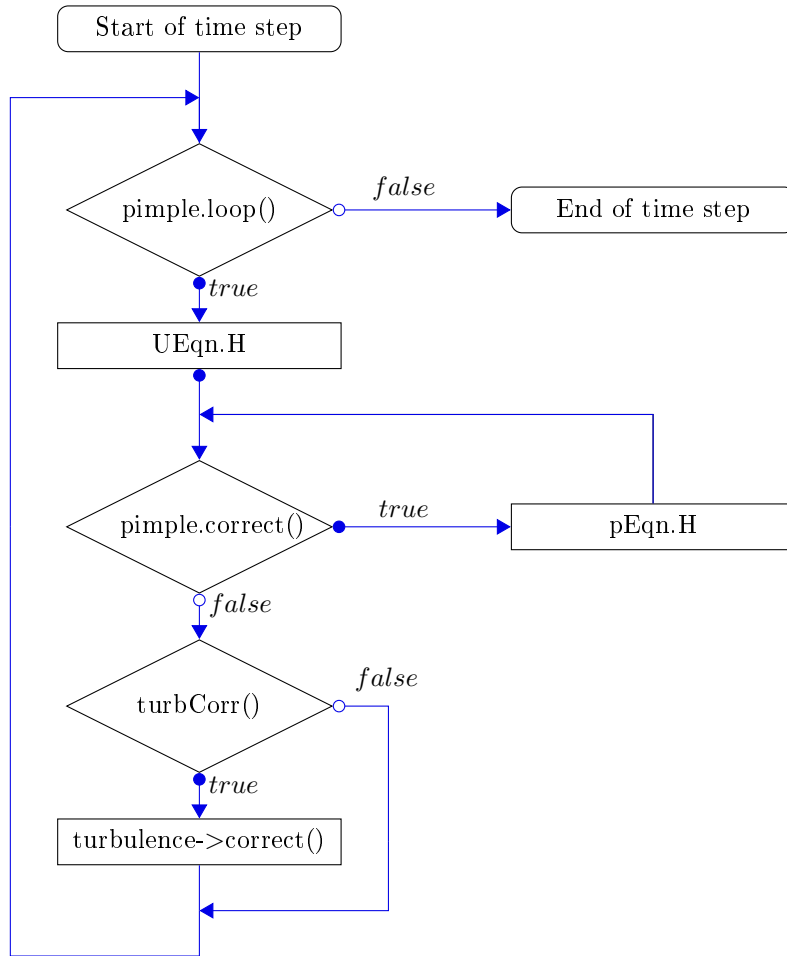 Start of time step
pimple.loop()
false
End of time step
true
UEqn.H
pimple.correct()
true
pEqn.H
false
turbCorr()
false
true
turbulence->correct()